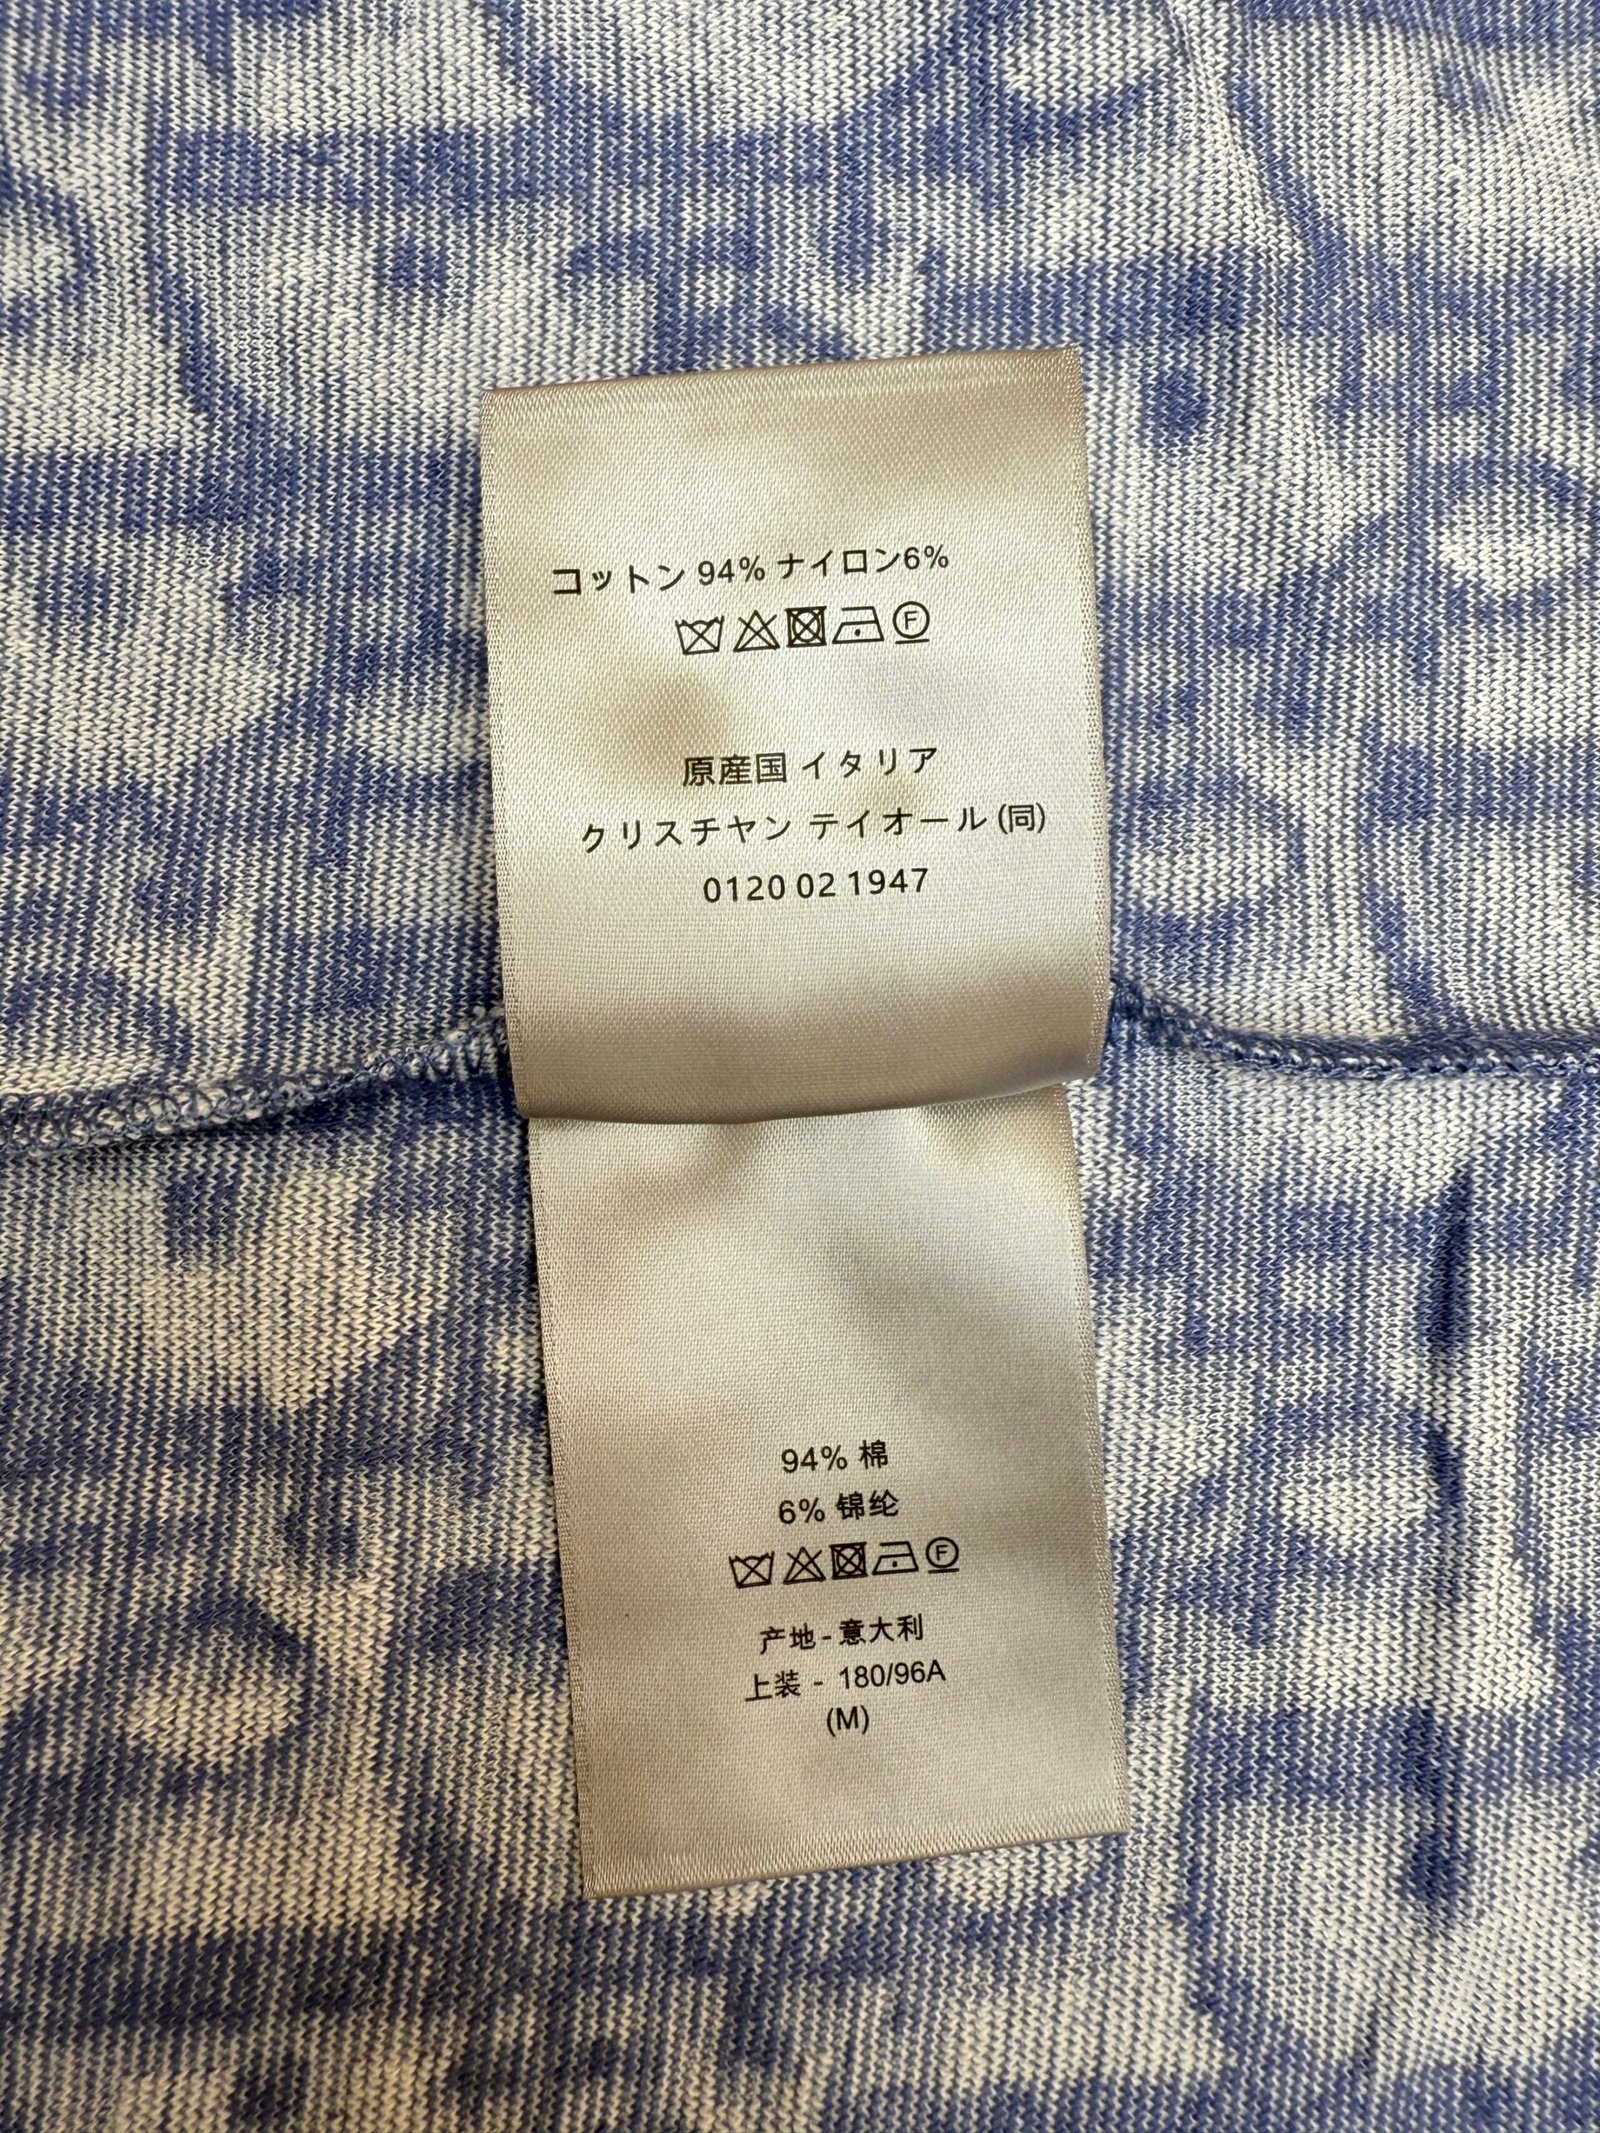 コットン 94% ナイロン6%
F
原産国 イタリア
クリスチャン テイオール (同)
0120 02 1947
94% 棉
6% 锦纶
F
产地 - 意大利
上装 - 180/96A
(M)